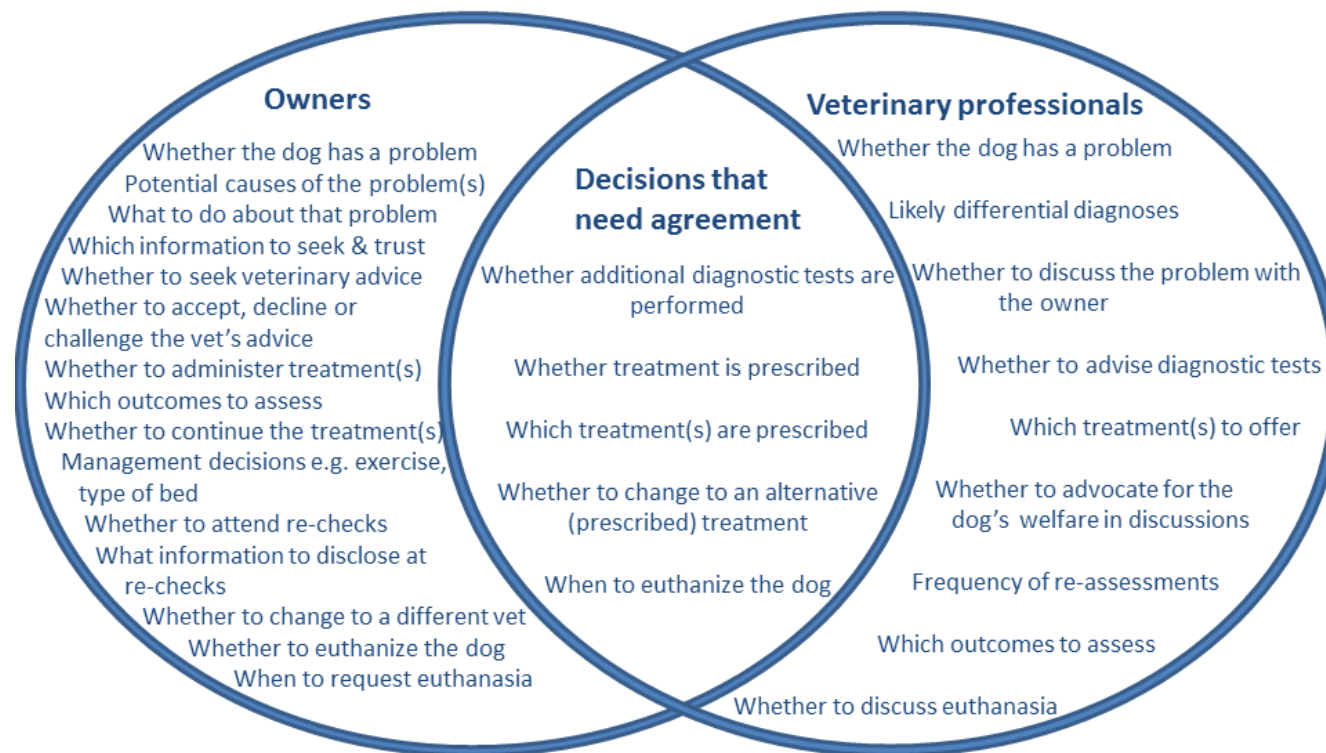 Owners
Whether the dog has a problem
Potential causes of the problem(s)
What to do about that problem
Which information to seek & trust
Whether to seek veterinary advice
Whether to accept, decline or
challenge the vet’s advice
Whether to administer treatment(s)
Which outcomes to assess
Whether to continue the treatment(s)
Management decisions e.g. exercise,
type of bed
Whether to attend re-checks
What information to disclose at
re-checks
Whether to change to a different vet
Whether to euthanize the dog
When to request euthanasia
Decisions that
need agreement
Whether additional diagnostic tests are
performed
Whether treatment is prescribed
Which treatment(s) are prescribed
Whether to change to an alternative
(prescribed) treatment
When to euthanize the dog
Veterinary professionals
Whether the dog has a problem
Likely differential diagnoses
Whether to discuss the problem with
the owner
Whether to advise diagnostic tests
Which treatment(s) to offer
Whether to advocate for the
dog’s welfare in discussions
Frequency of re-assessments
Which outcomes to assess
Whether to discuss euthanasia